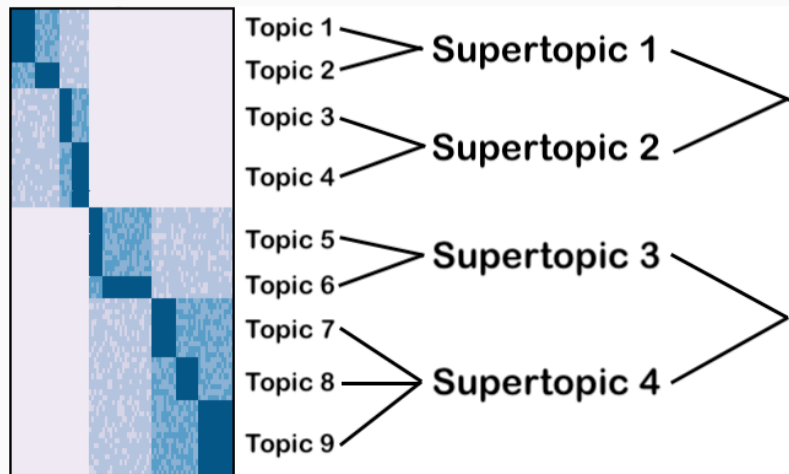 Topic 1
Topic 2
Topic 3
Topic 4
Topic 5
Topic 6
Topic 7
Topic 8
Topic 9
Supertopic 1
Supertopic 2
Supertopic 3
Supertopic 4